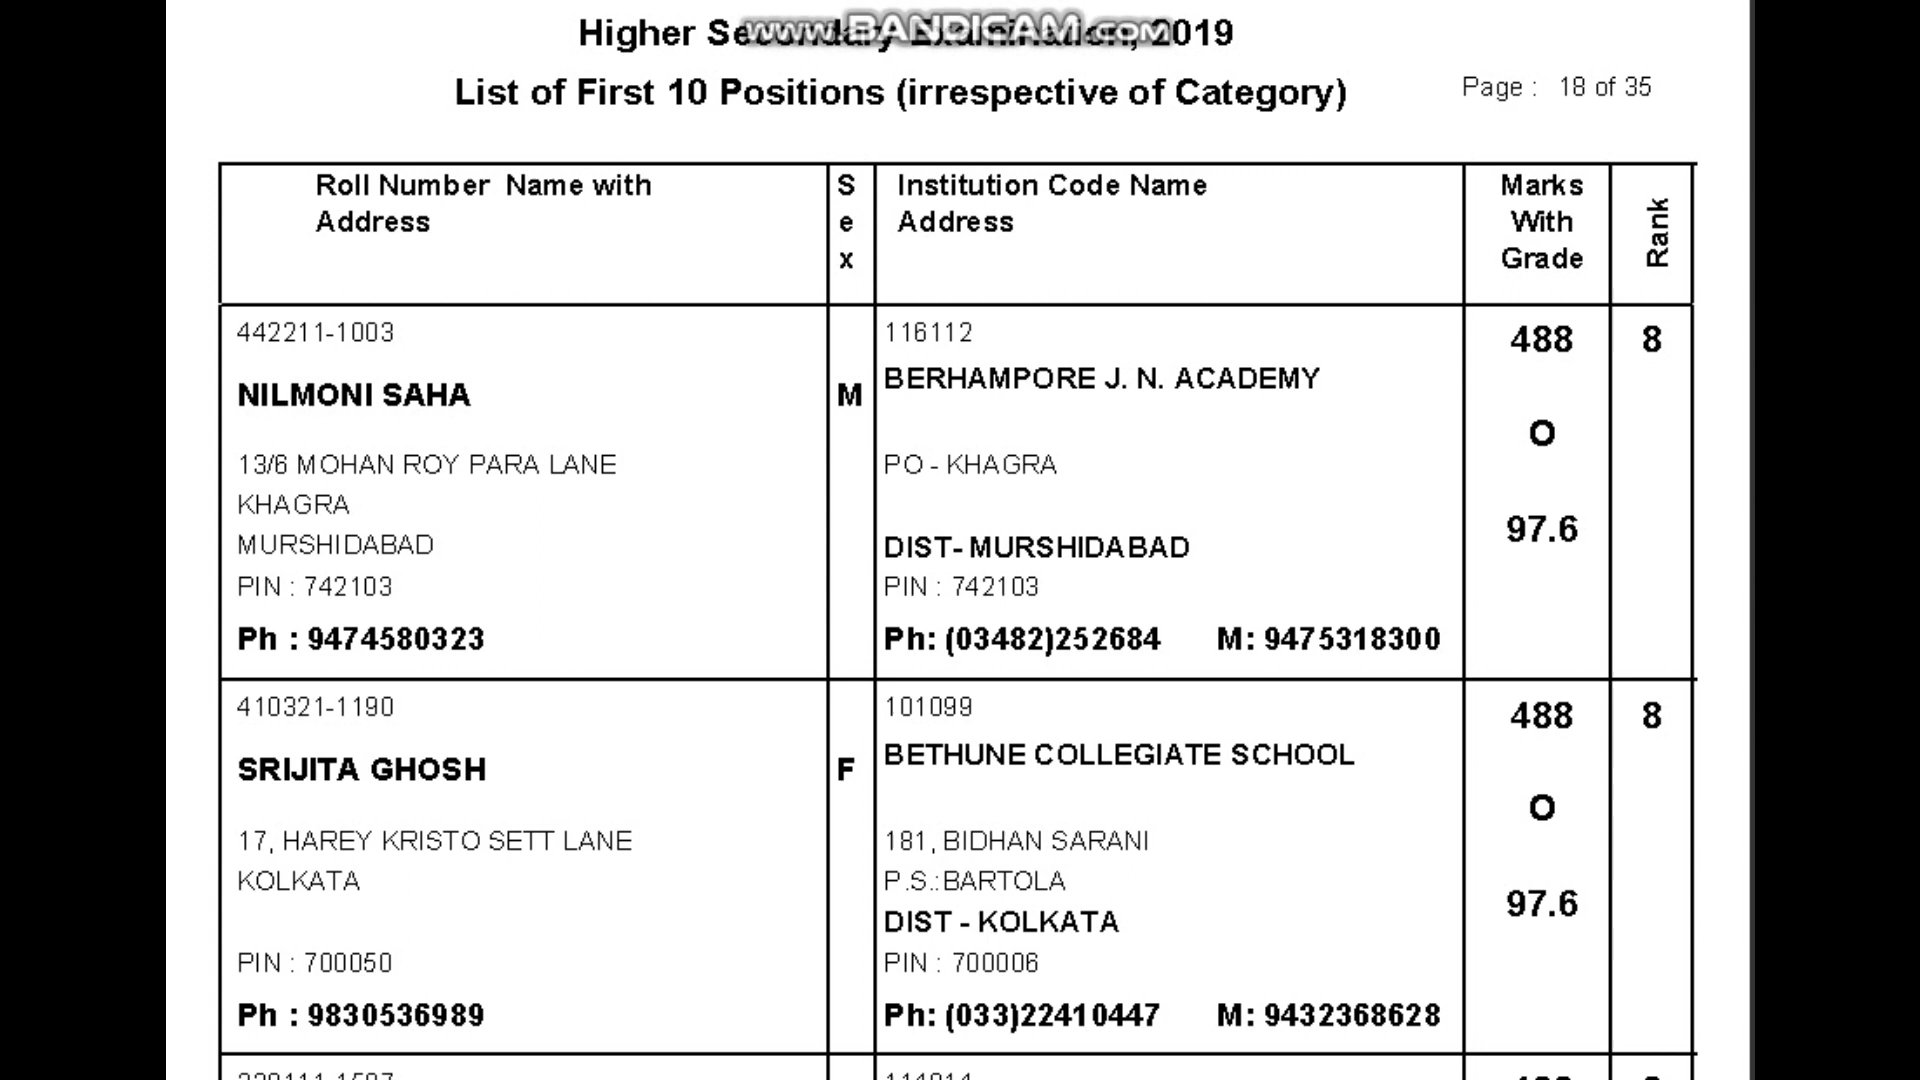 Higher Secondary Examination, 2019
www.BANDICAM.com
List of First 10 Positions (irrespective of Category)
Page : 18 of 35
Roll Number Name with
Address
Sex
Institution Code Name
Address
Marks
With
Grade
Rank
442211-1003
NILMONI SAHA
13/6 MOHAN ROY PARA LANE
KHAGRA
MURSHIDABAD
PIN : 742103
Ph : 9474580323
M
116112
BERHAMPORE J. N. ACADEMY
PO - KHAGRA
DIST- MURSHIDABAD
PIN : 742103
Ph: (03482)252684 M: 9475318300
488
O
97.6
8
410321-1190
SRIJITA GHOSH
17, HAREY KRISTO SETT LANE
KOLKATA
PIN : 700050
Ph : 9830536989
F
101099
BETHUNE COLLEGIATE SCHOOL
181, BIDHAN SARANI
P.S.:BARTOLA
DIST - KOLKATA
PIN : 700006
Ph: (033)22410447 M: 9432368628
488
O
97.6
8